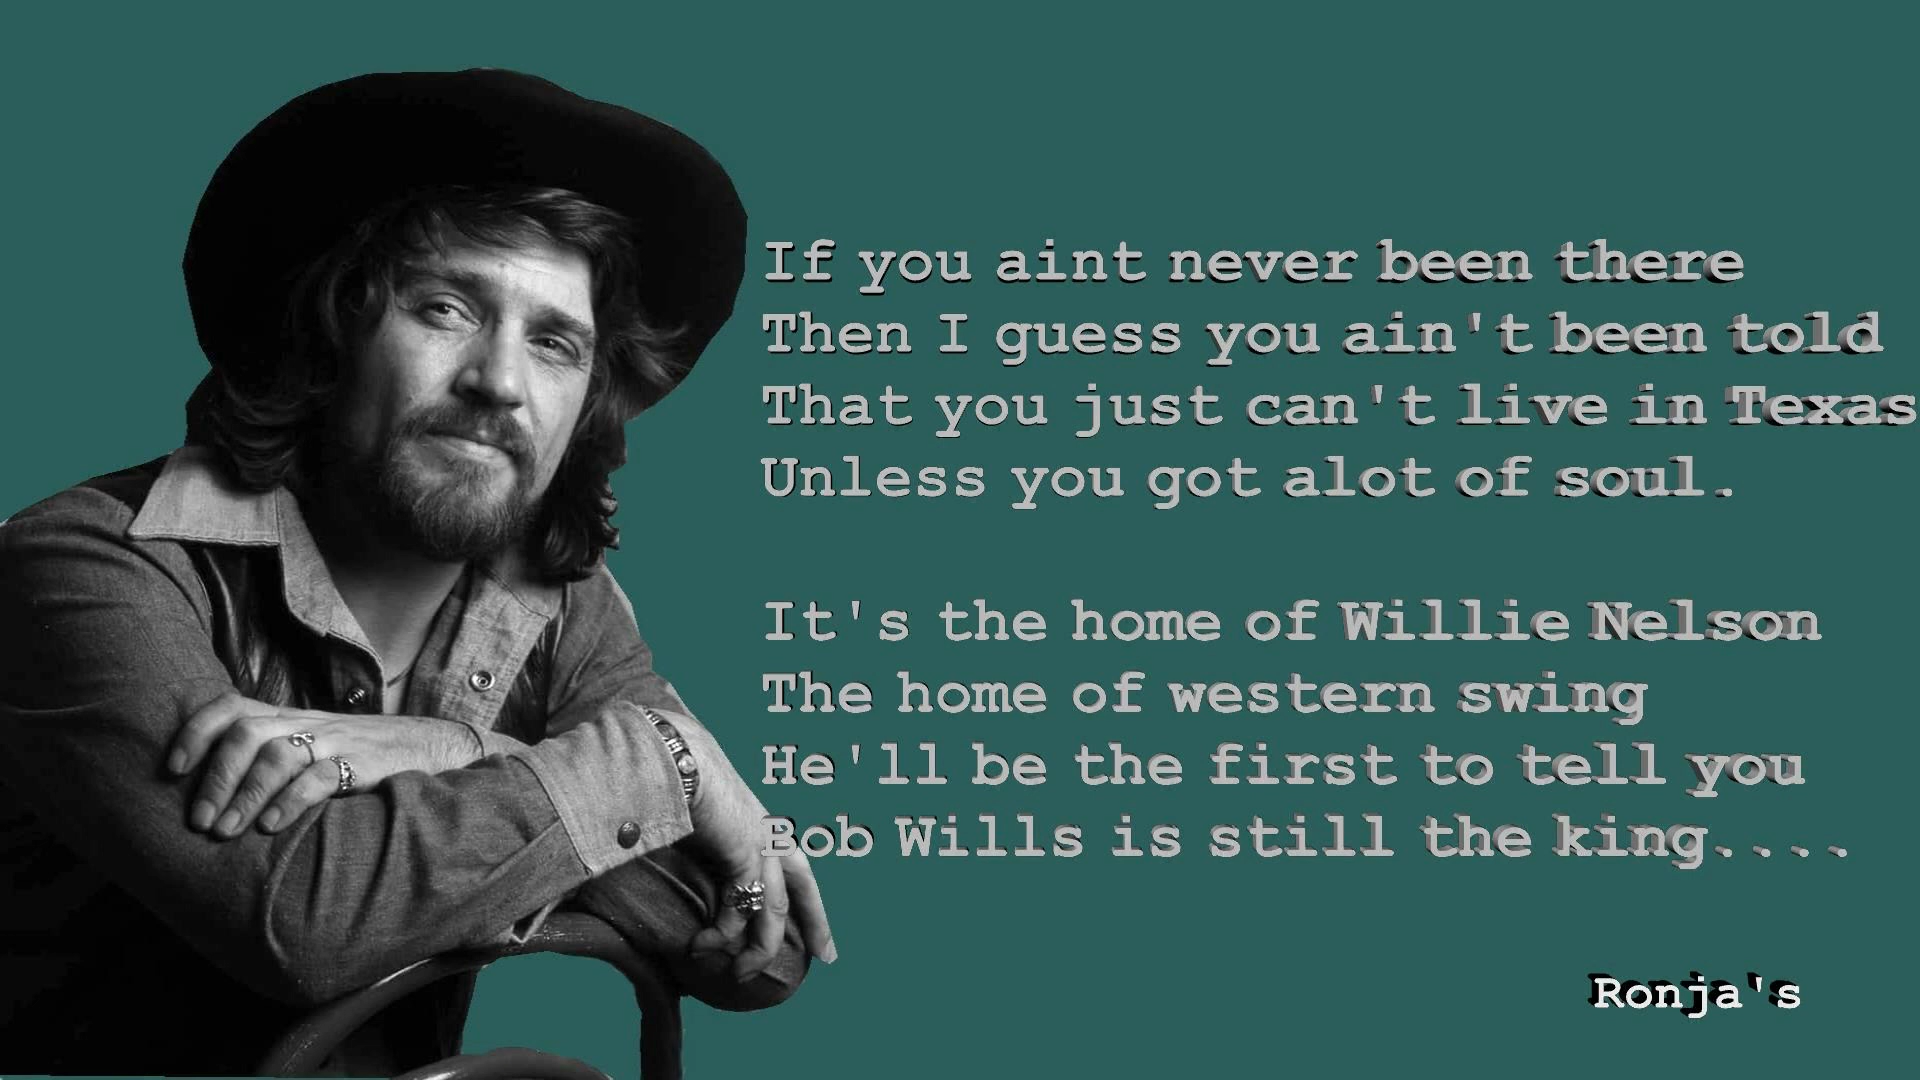 If you aint never been there
Then I guess you ain't been told
That you just can't live in Texas
Unless you got alot of soul.
It's the home of Willie Nelson
The home of western swing
He'll be the first to tell you
Bob Wills is still the king....
Ronja's